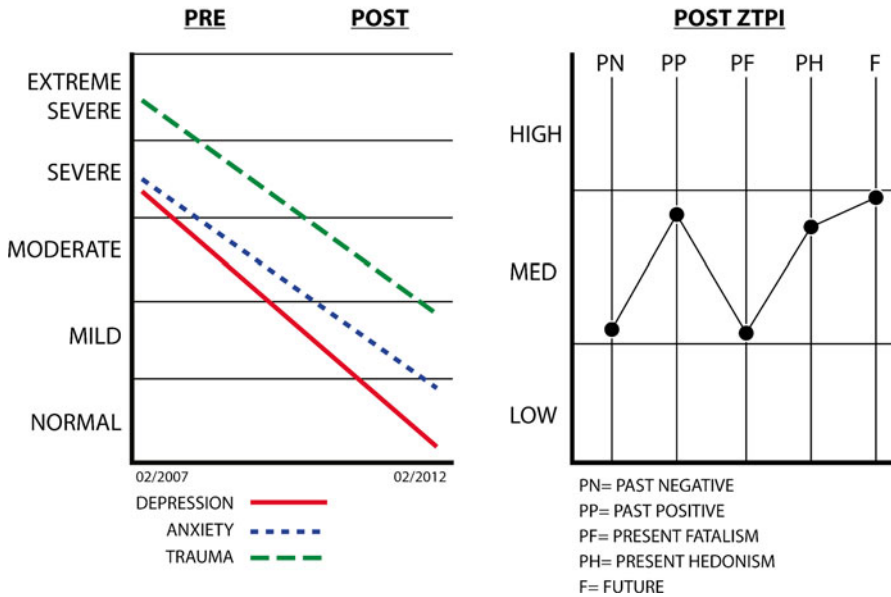 PRE POST
EXTREME
SEVERE
SEVERE
MODERATE
MILD
NORMAL
02/2007 02/2012
DEPRESSION
ANXIETY
TRAUMA
POST ZTPI
PN PP PF PH F
HIGH
MED
LOW
PN= PAST NEGATIVE
PP= PAST POSITIVE
PF= PRESENT FATALISM
PH= PRESENT HEDONISM
F= FUTURE